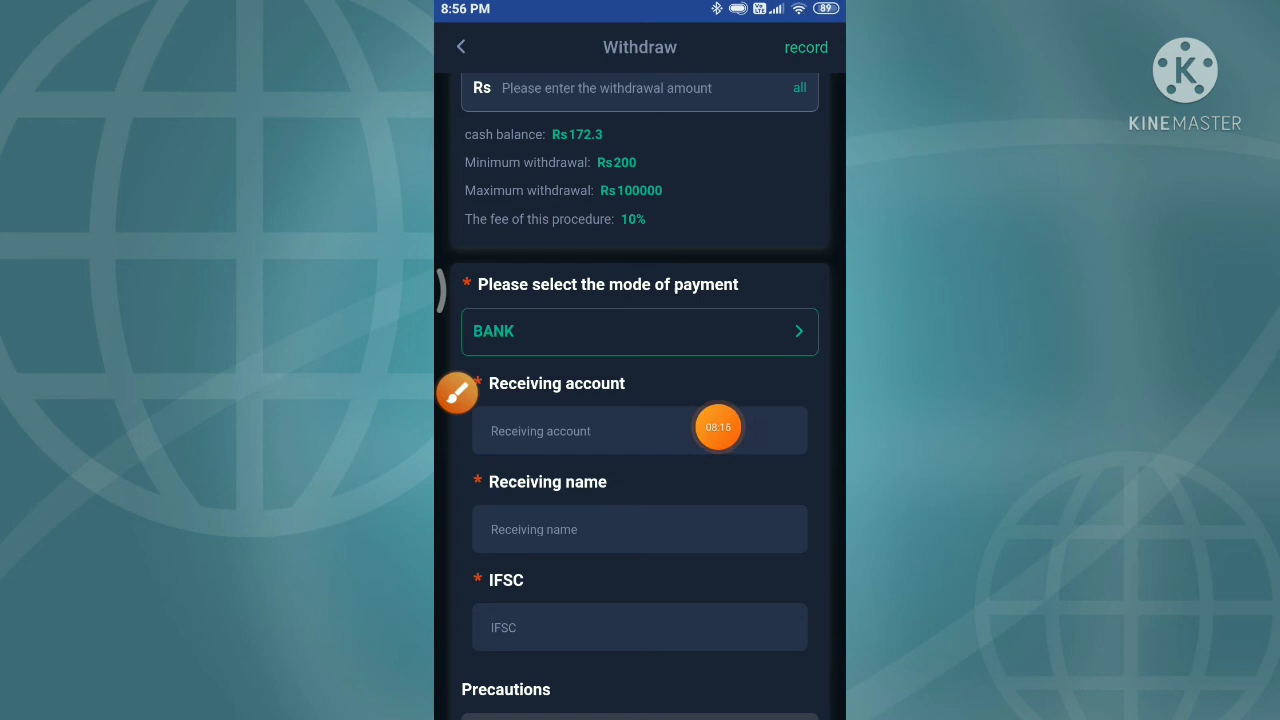 8:56 PM
89
Withdraw
record
Rs Please enter the withdrawal amount all
cash balance: Rs172.3
Minimum withdrawal: Rs200
Maximum withdrawal: Rs100000
The fee of this procedure: 10%
* Please select the mode of payment
BANK
* Receiving account
Receiving account
08:16
* Receiving name
Receiving name
* IFSC
IFSC
Precautions
K
KINEMASTER